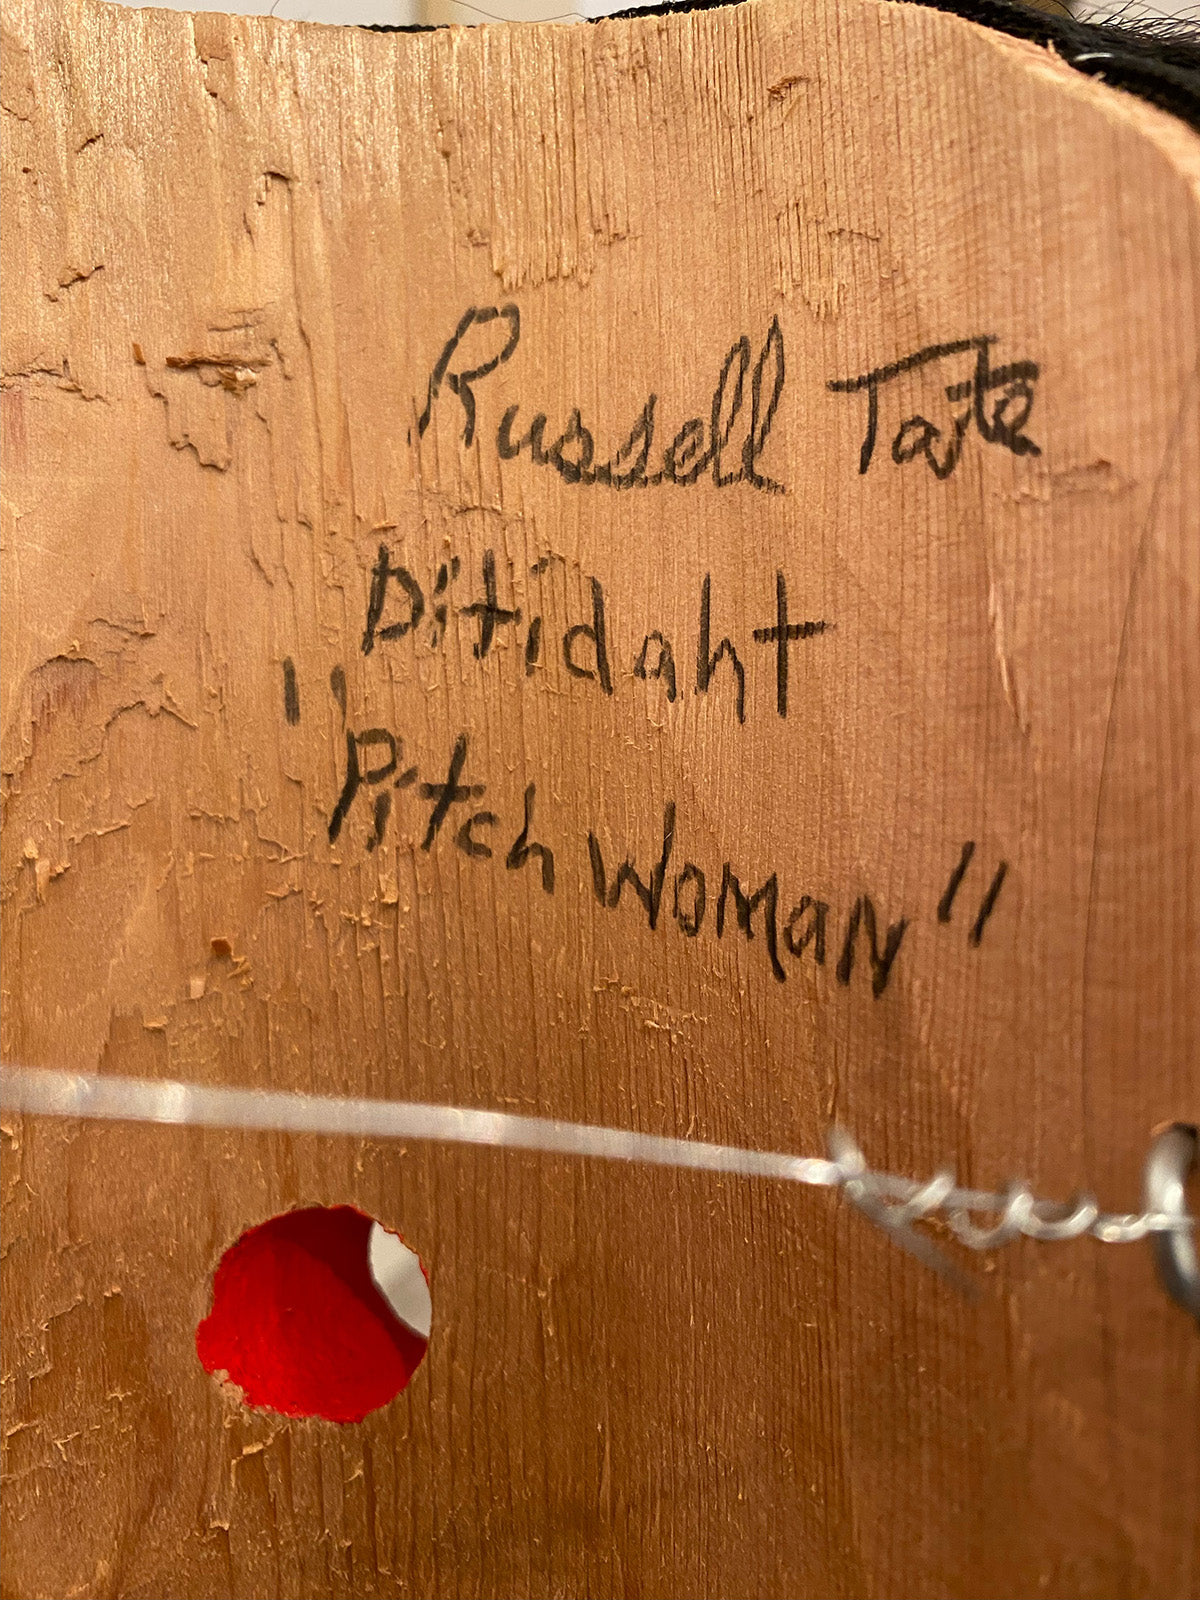 Russell Tate
Ditidaht
"Pitch Woman"